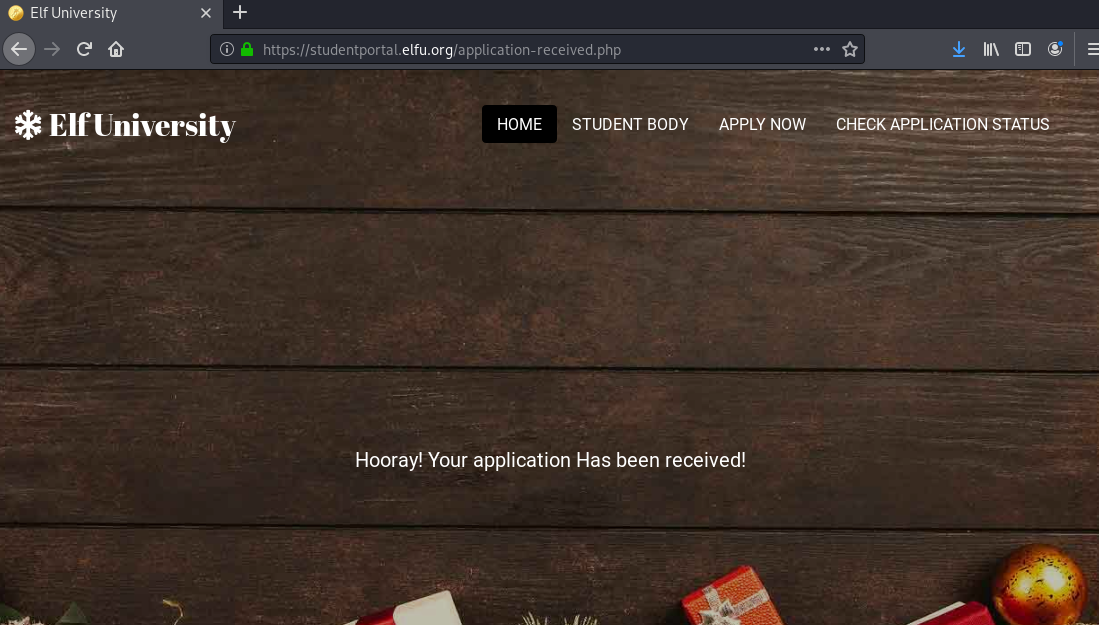 Elf University
https://studentportal.elfu.org/application-received.php
Elf University
HOME STUDENT BODY APPLY NOW CHECK APPLICATION STATUS
Hooray! Your application Has been received!